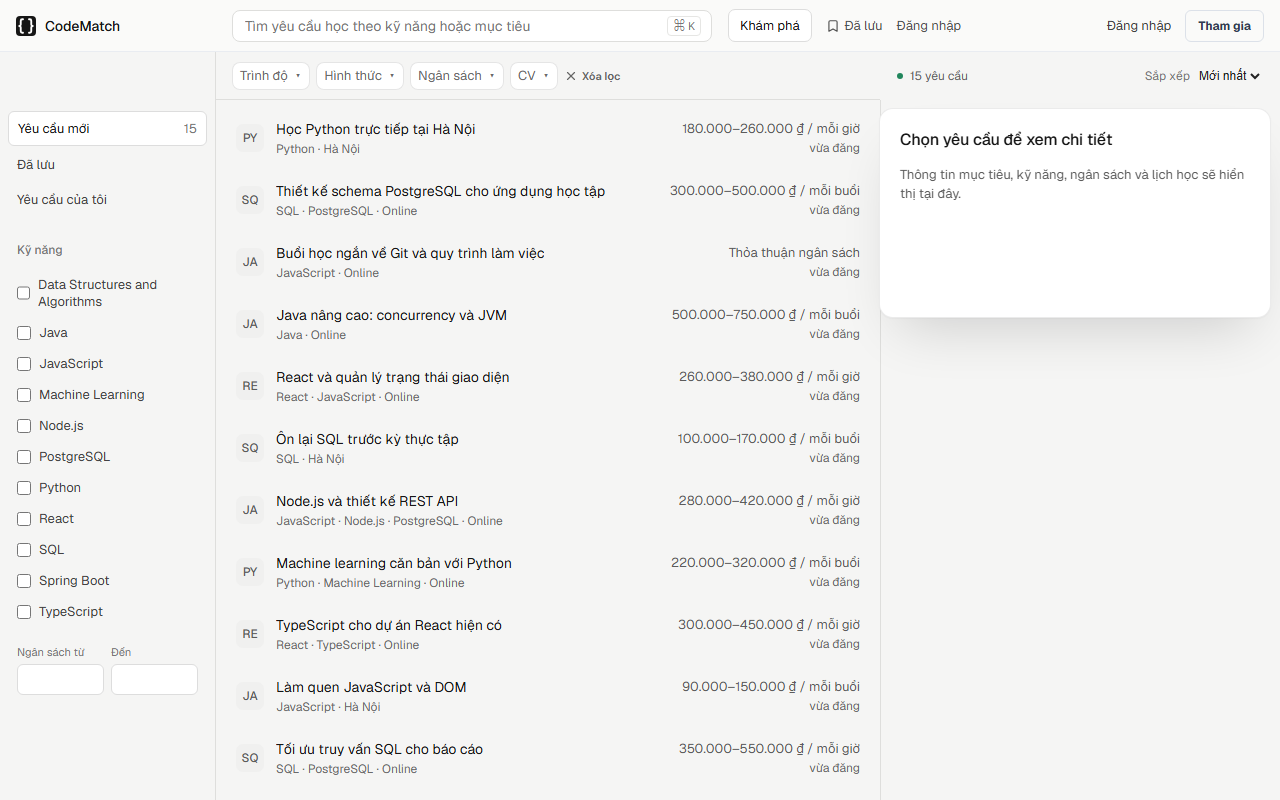 CodeMatch
Tìm yêu cầu học theo kỹ năng hoặc mục tiêu
⌘ K
Khám phá
Đã lưu
Đăng nhập
Đăng nhập
Tham gia
Trình độ
Hình thức
Ngân sách
CV
Xóa lọc
15 yêu cầu
Sắp xếp
Mới nhất
Yêu cầu mới
15
Đã lưu
Yêu cầu của tôi
Kỹ năng
Data Structures and
Algorithms
Java
JavaScript
Machine Learning
Node.js
PostgreSQL
Python
React
SQL
Spring Boot
TypeScript
Ngân sách từ
Đến
PY
Học Python trực tiếp tại Hà Nội
180.000–260.000 ₫ / mỗi giờ
Python · Hà Nội
vừa đăng
SQ
Thiết kế schema PostgreSQL cho ứng dụng học tập
300.000–500.000 ₫ / mỗi buổi
SQL · PostgreSQL · Online
vừa đăng
JA
Buổi học ngắn về Git và quy trình làm việc
Thỏa thuận ngân sách
JavaScript · Online
vừa đăng
JA
Java nâng cao: concurrency và JVM
500.000–750.000 ₫ / mỗi buổi
Java · Online
vừa đăng
RE
React và quản lý trạng thái giao diện
260.000–380.000 ₫ / mỗi giờ
React · JavaScript · Online
vừa đăng
SQ
Ôn lại SQL trước kỳ thực tập
100.000–170.000 ₫ / mỗi buổi
SQL · Hà Nội
vừa đăng
JA
Node.js và thiết kế REST API
280.000–420.000 ₫ / mỗi giờ
JavaScript · Node.js · PostgreSQL · Online
vừa đăng
PY
Machine learning căn bản với Python
220.000–320.000 ₫ / mỗi buổi
Python · Machine Learning · Online
vừa đăng
RE
TypeScript cho dự án React hiện có
300.000–450.000 ₫ / mỗi giờ
React · TypeScript · Online
vừa đăng
JA
Làm quen JavaScript và DOM
90.000–150.000 ₫ / mỗi buổi
JavaScript · Hà Nội
vừa đăng
SQ
Tối ưu truy vấn SQL cho báo cáo
350.000–550.000 ₫ / mỗi giờ
SQL · PostgreSQL · Online
vừa đăng
Chọn yêu cầu để xem chi tiết
Thông tin mục tiêu, kỹ năng, ngân sách và lịch học sẽ hiển
thị tại đây.